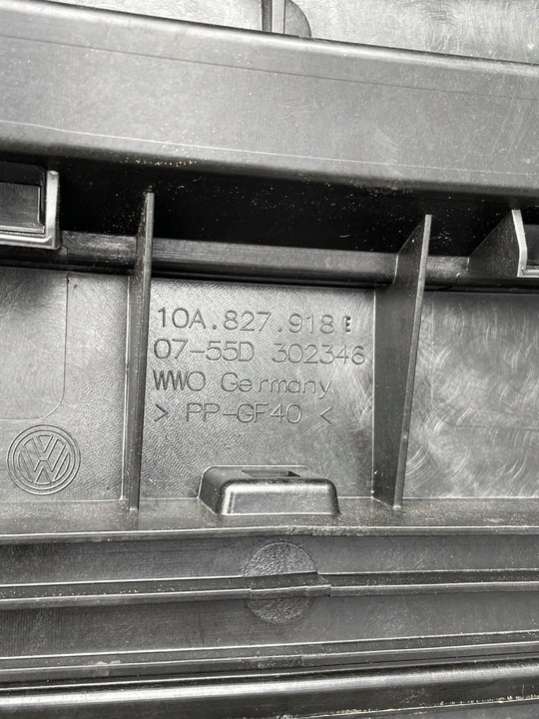 10A.827.918 E
07-55D 302346
WWO Germany
> PP-GF40 <